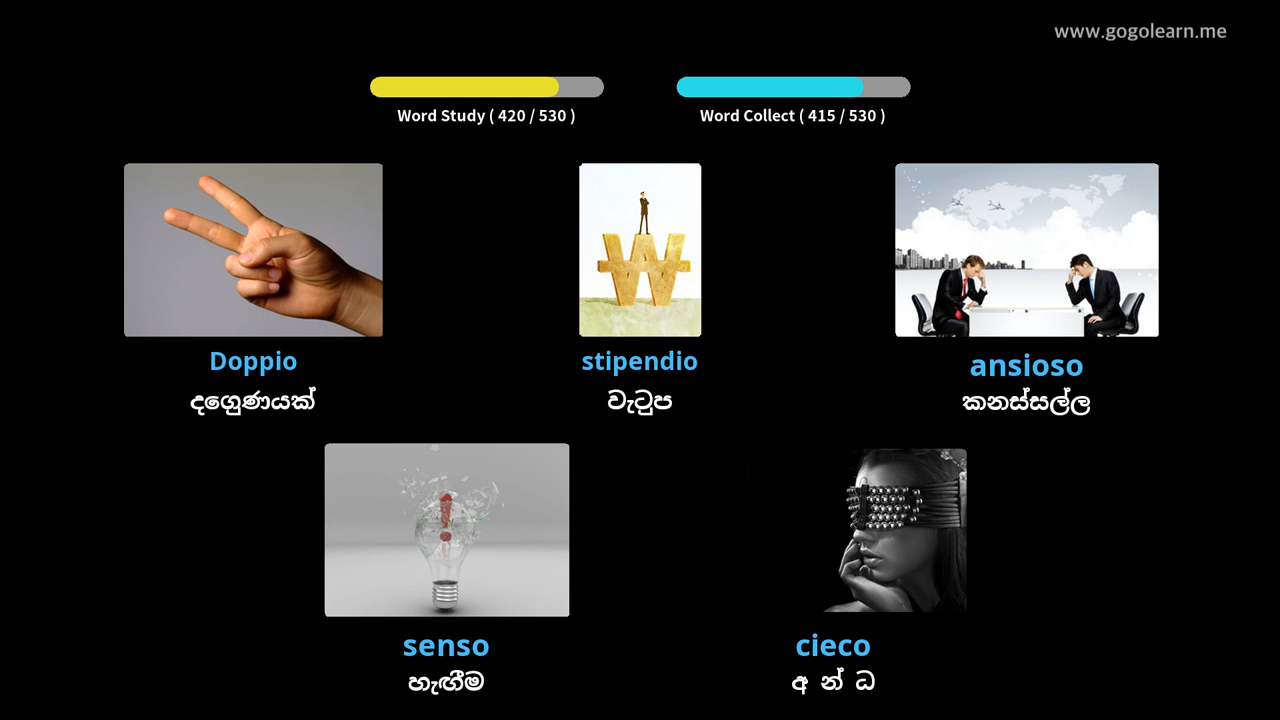 www.gogolearn.me
Word Study ( 420 / 530 )
Word Collect ( 415 / 530 )
Doppio
stipendio
ansioso
දෙගුණයක්
වැටුප
කනස්සල්ල
senso
cieco
හැඟීම
අ න් ධ